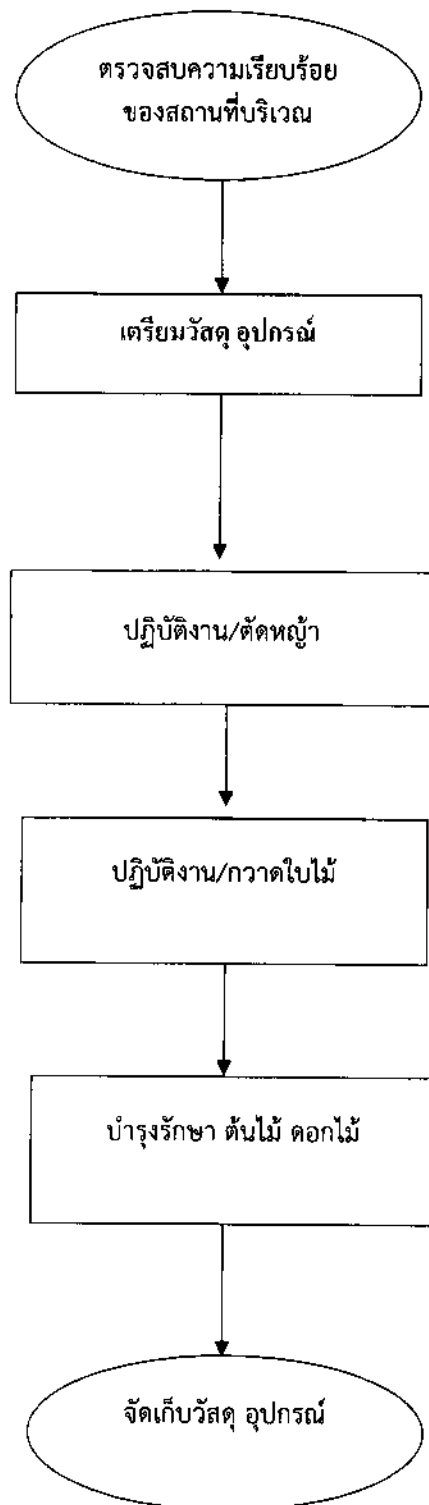 ตรวจสอบความเรียบร้อย
ของสถานที่บริเวณ
เตรียมวัสดุ อุปกรณ์
ปฏิบัติงาน/ตัดหญ้า
ปฏิบัติงาน/กวาดใบไม้
บำรุงรักษา ต้นไม้ ดอกไม้
จัดเก็บวัสดุ อุปกรณ์